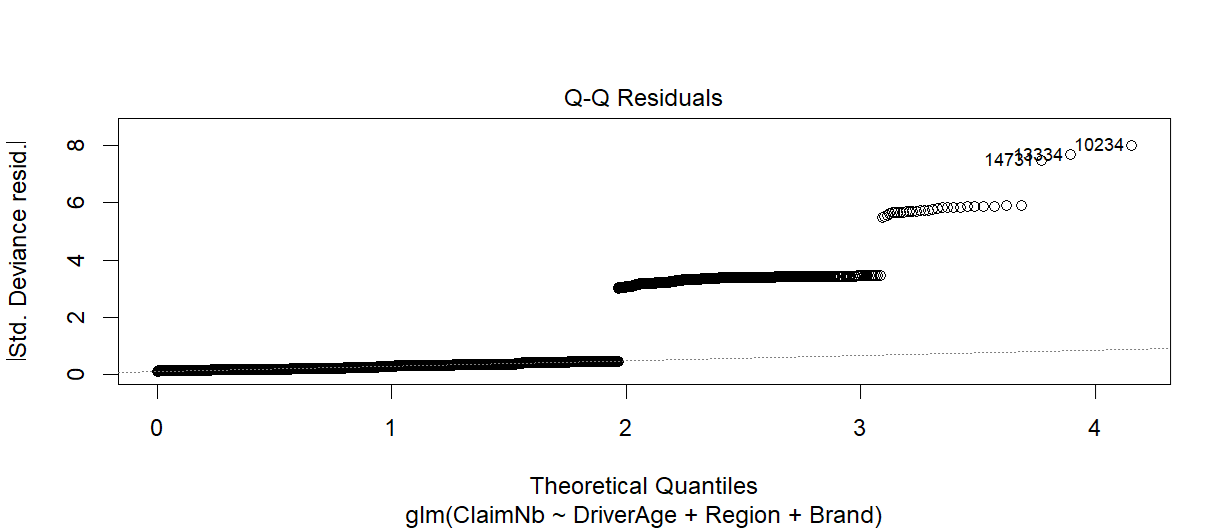 Q-Q Residuals
|Std. Deviance resid.|
8
6
4
2
0
14731
13334
10234
0 1 2 3 4
Theoretical Quantiles
glm(ClaimNb ~ DriverAge + Region + Brand)